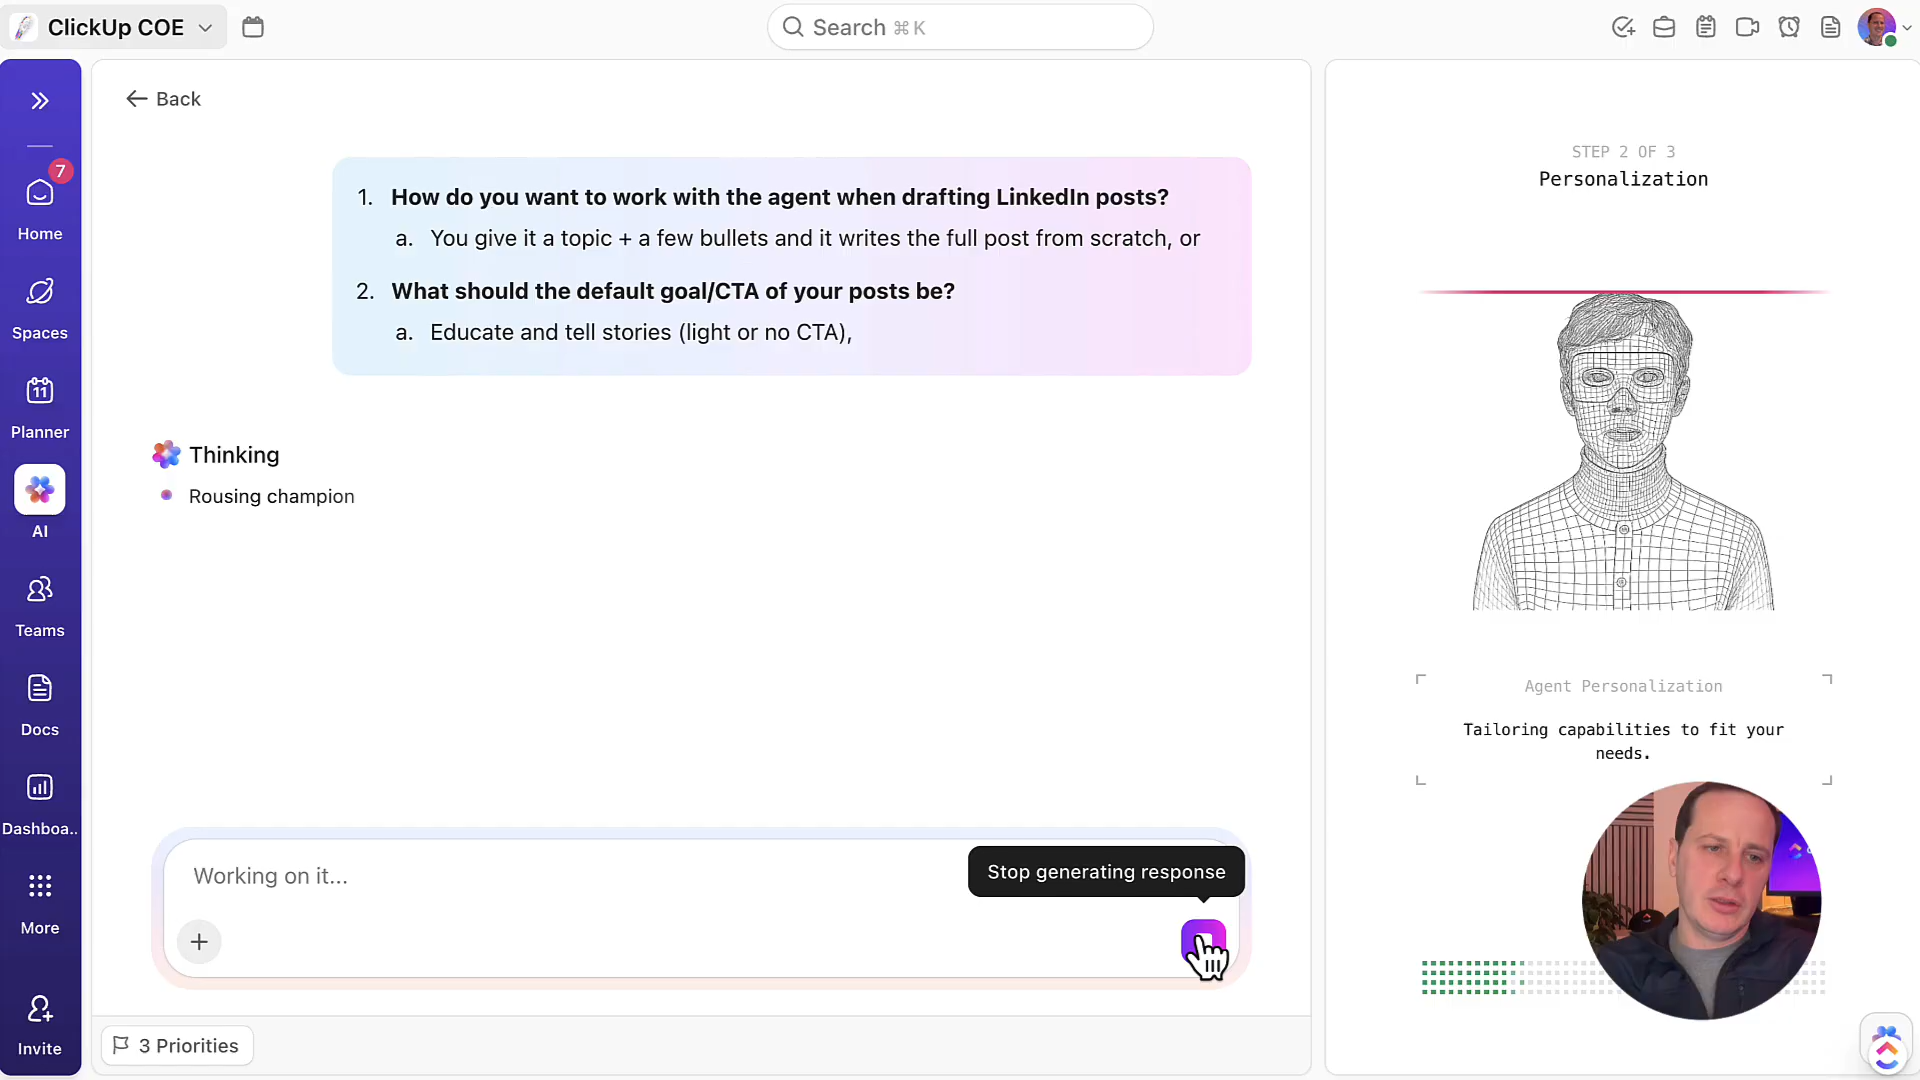 ClickUp COE
Search ⌘ K
Back
7
Home
Spaces
11
Planner
AI
Teams
Docs
Dashboa..
More
Invite
1. How do you want to work with the agent when drafting LinkedIn posts?
a. You give it a topic + a few bullets and it writes the full post from scratch, or
2. What should the default goal/CTA of your posts be?
a. Educate and tell stories (light or no CTA),
Thinking
Rousing champion
Working on it...
Stop generating response
3 Priorities
STEP 2 OF 3
Personalization
Agent Personalization
Tailoring capabilities to fit your
needs.